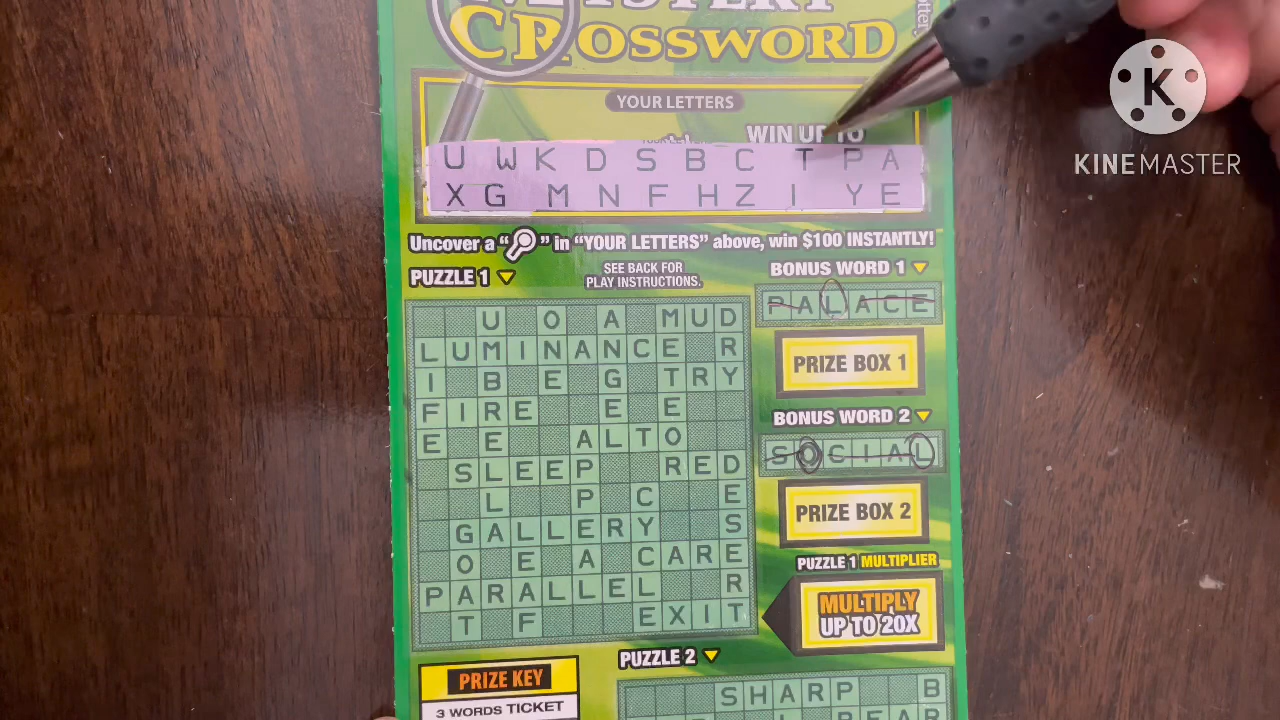 MYSTERY
CROSSWORD
YOUR LETTERS
WIN UP TO
U W K D S B C T P A
X G M N F H Z I Y E
KINEMASTER
Uncover a " " in "YOUR LETTERS" above, win $100 INSTANTLY!
PUZZLE 1
SEE BACK FOR
PLAY INSTRUCTIONS.
BONUS WORD 1
PALACE
PRIZE BOX 1
BONUS WORD 2
SOCIAL
PRIZE BOX 2
PUZZLE 1 MULTIPLIER
MULTIPLY
UP TO 20X
U O A MUD
LUMINANCE R
I B E G TRY
FIRE E E
E E ALTO
SLEEP RED
L P C E
GALLERY S
O E A CARE
PARALLEL R
T F EXIT
PRIZE KEY
3 WORDS TICKET
PUZZLE 2
SHARP B